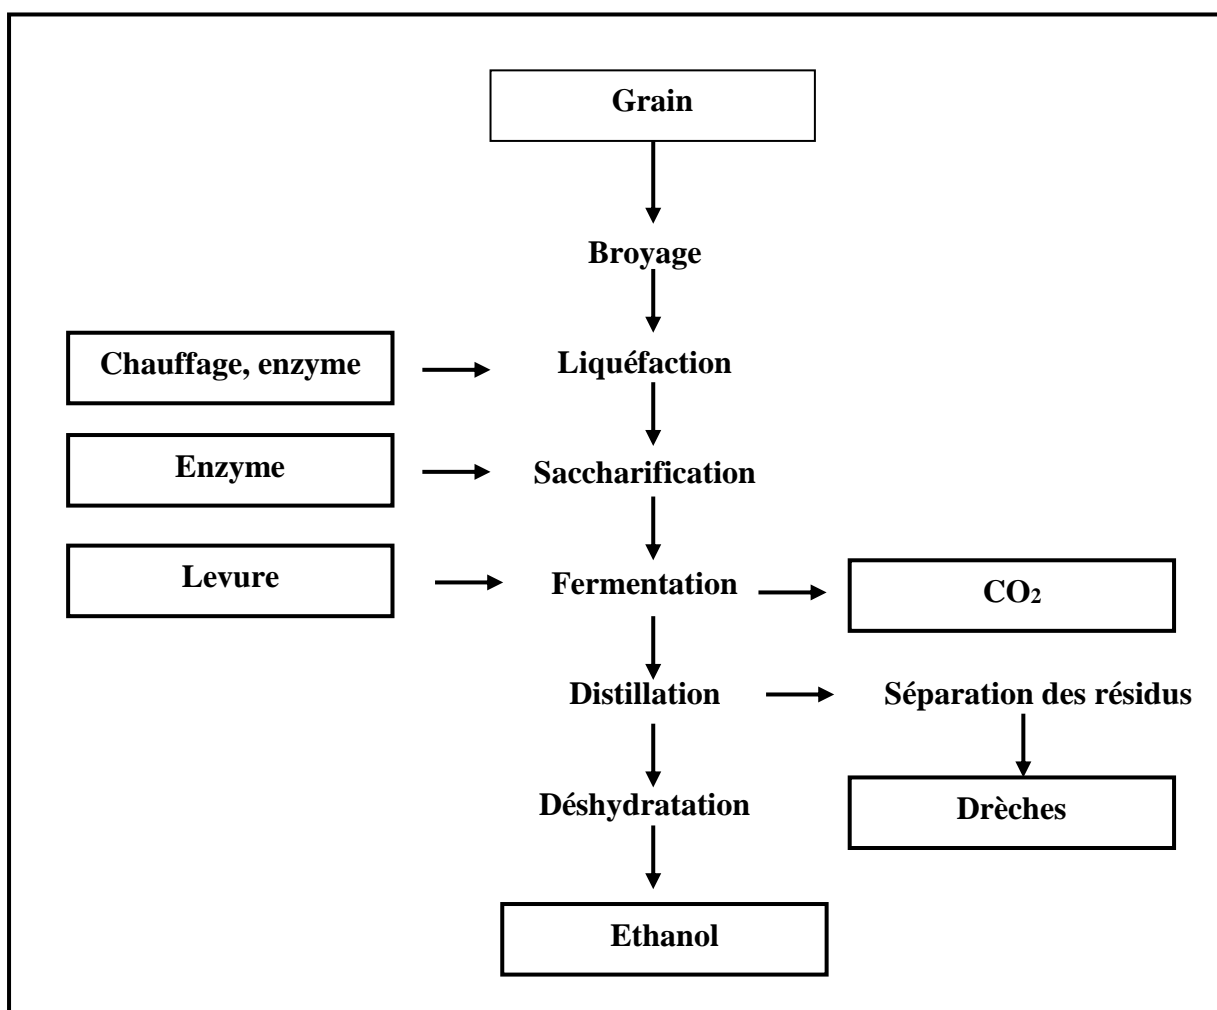 Grain
Broyage
Chauffage, enzyme
Liquéfaction
Enzyme
Saccharification
Levure
Fermentation
CO2
Distillation
Séparation des résidus
Déshydratation
Drèches
Ethanol